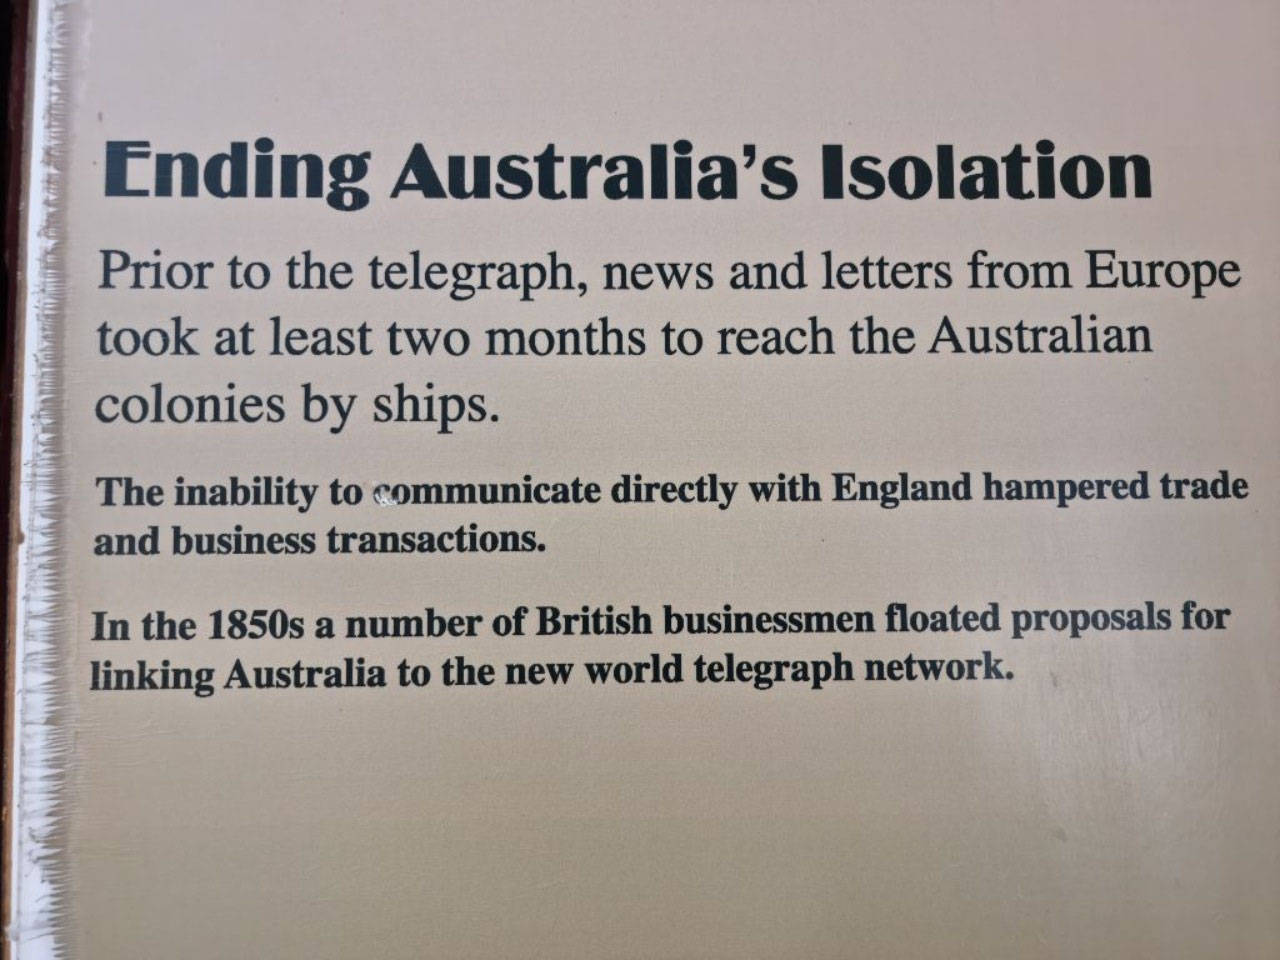 Ending Australia’s Isolation
Prior to the telegraph, news and letters from Europe
took at least two months to reach the Australian
colonies by ships.
The inability to communicate directly with England hampered trade
and business transactions.
In the 1850s a number of British businessmen floated proposals for
linking Australia to the new world telegraph network.